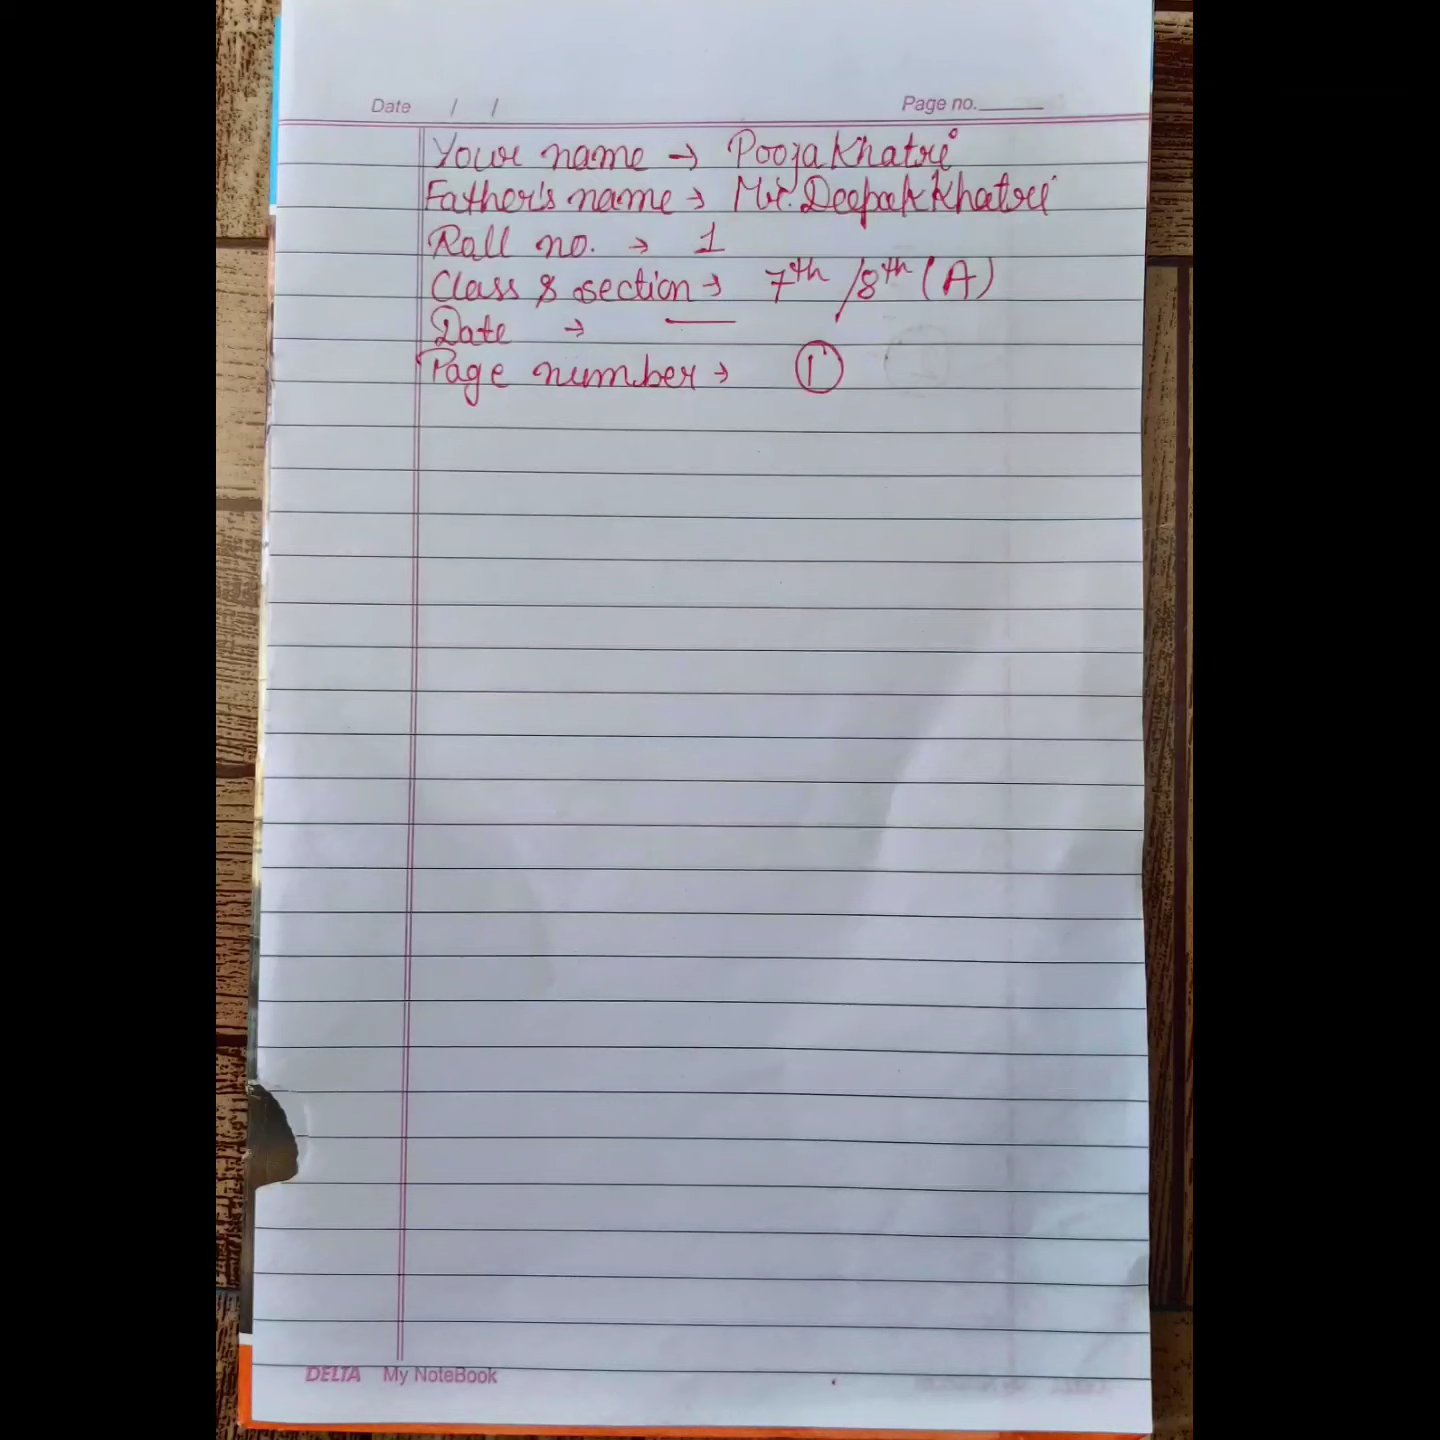 Date / / Page no.
Your name → Pooja Khatri
Father's name → Mr. Deepak Khatri
Roll no. → 1
Class & section → 7th / 8th (A)
Date → —
Page number → 1
DELTA My NoteBook